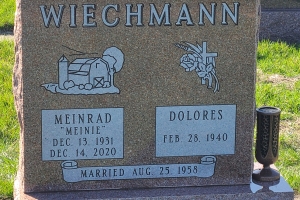 WIECHMANN
MEINRAD
"MEINIE"
DEC. 13, 1931
DEC 14, 2020
DOLORES
FEB 28, 1940
MARRIED AUG. 25, 1958